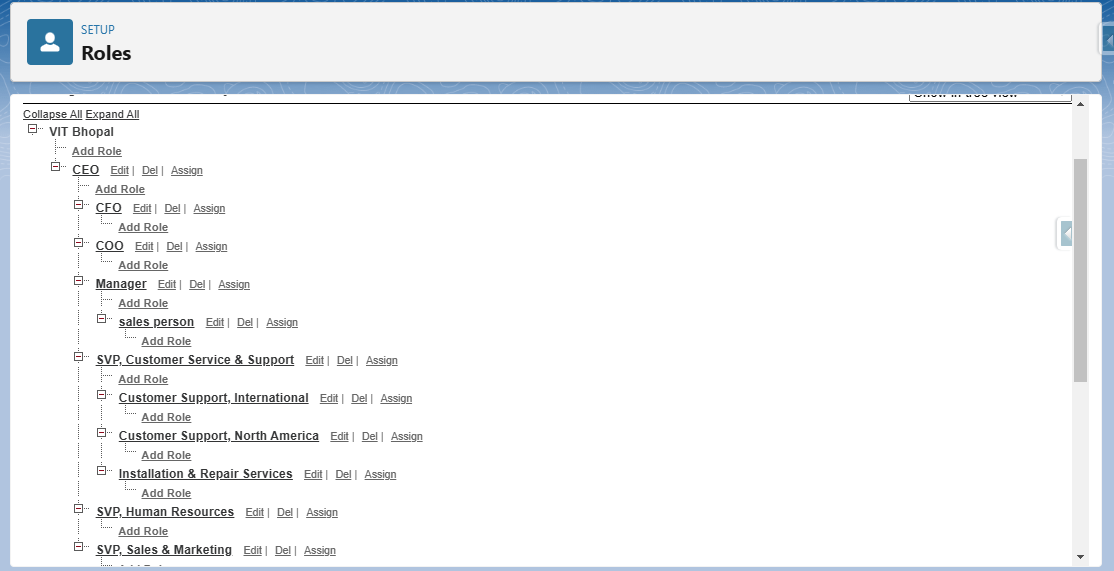 SETUP
Roles
Collapse All Expand All
VIT Bhopal
Add Role
CEO Edit | Del | Assign
Add Role
CFO Edit | Del | Assign
Add Role
COO Edit | Del | Assign
Add Role
Manager Edit | Del | Assign
Add Role
sales person Edit | Del | Assign
Add Role
SVP, Customer Service & Support Edit | Del | Assign
Add Role
Customer Support, International Edit | Del | Assign
Add Role
Customer Support, North America Edit | Del | Assign
Add Role
Installation & Repair Services Edit | Del | Assign
Add Role
SVP, Human Resources Edit | Del | Assign
Add Role
SVP, Sales & Marketing Edit | Del | Assign